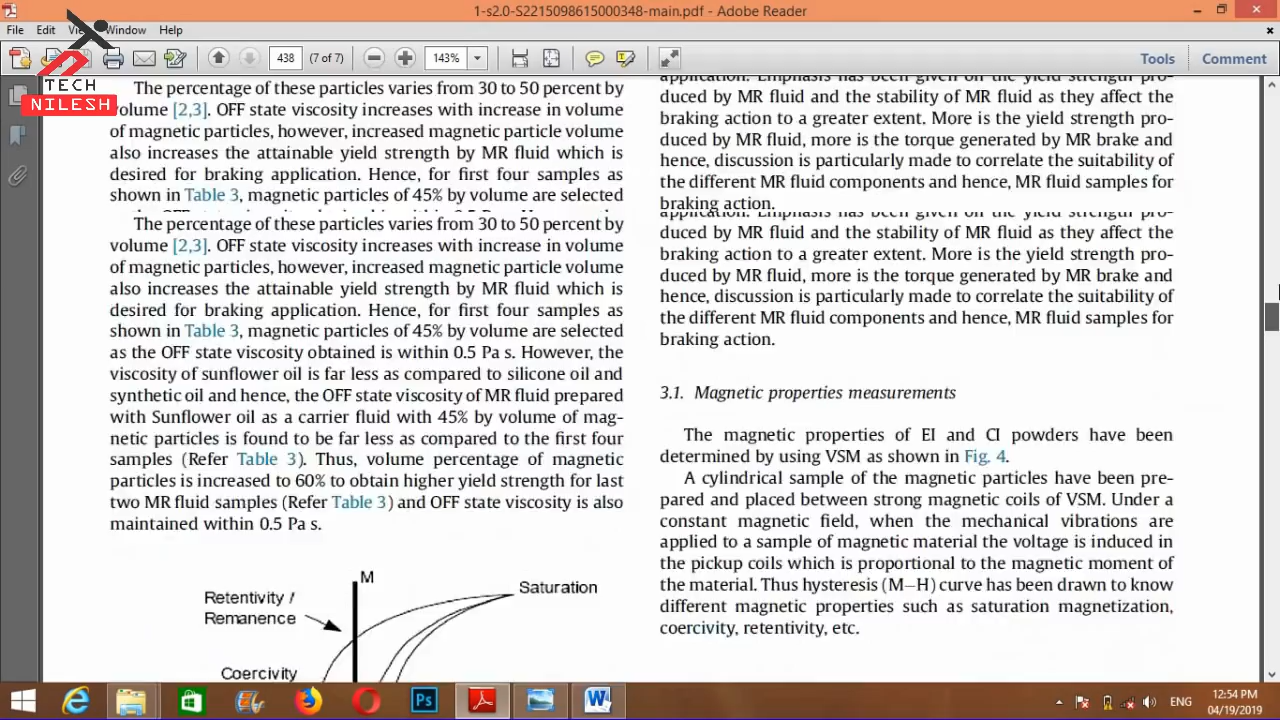 1-s2.0-S2215098615000348-main.pdf - Adobe Reader
File Edit Window Help
TECH
NILESH
438 (7 of 7) 143% Tools Comment
The percentage of these particles varies from 30 to 50 percent by
volume [2,3]. OFF state viscosity increases with increase in volume
of magnetic particles, however, increased magnetic particle volume
also increases the attainable yield strength by MR fluid which is
desired for braking application. Hence, for first four samples as
shown in Table 3, magnetic particles of 45% by volume are selected
The percentage of these particles varies from 30 to 50 percent by
volume [2,3]. OFF state viscosity increases with increase in volume
of magnetic particles, however, increased magnetic particle volume
also increases the attainable yield strength by MR fluid which is
desired for braking application. Hence, for first four samples as
shown in Table 3, magnetic particles of 45% by volume are selected
as the OFF state viscosity obtained is within 0.5 Pa s. However, the
viscosity of sunflower oil is far less as compared to silicone oil and
synthetic oil and hence, the OFF state viscosity of MR fluid prepared
with Sunflower oil as a carrier fluid with 45% by volume of mag-
netic particles is found to be far less as compared to the first four
samples (Refer Table 3). Thus, volume percentage of magnetic
particles is increased to 60% to obtain higher yield strength for last
two MR fluid samples (Refer Table 3) and OFF state viscosity is also
maintained within 0.5 Pa s.
M
Saturation
Retentivity /
Remanence
Coercivity
application. Emphasis has been given on the yield strength pro-
duced by MR fluid and the stability of MR fluid as they affect the
braking action to a greater extent. More is the yield strength pro-
duced by MR fluid, more is the torque generated by MR brake and
hence, discussion is particularly made to correlate the suitability of
the different MR fluid components and hence, MR fluid samples for
braking action.
application. Emphasis has been given on the yield strength pro-
duced by MR fluid and the stability of MR fluid as they affect the
braking action to a greater extent. More is the yield strength pro-
duced by MR fluid, more is the torque generated by MR brake and
hence, discussion is particularly made to correlate the suitability of
the different MR fluid components and hence, MR fluid samples for
braking action.
3.1. Magnetic properties measurements
The magnetic properties of EI and CI powders have been
determined by using VSM as shown in Fig. 4.
A cylindrical sample of the magnetic particles have been pre-
pared and placed between strong magnetic coils of VSM. Under a
constant magnetic field, when the mechanical vibrations are
applied to a sample of magnetic material the voltage is induced in
the pickup coils which is proportional to the magnetic moment of
the material. Thus hysteresis (M–H) curve has been drawn to know
different magnetic properties such as saturation magnetization,
coercivity, retentivity, etc.
Ps
W
ENG
12:54 PM
04/19/2019